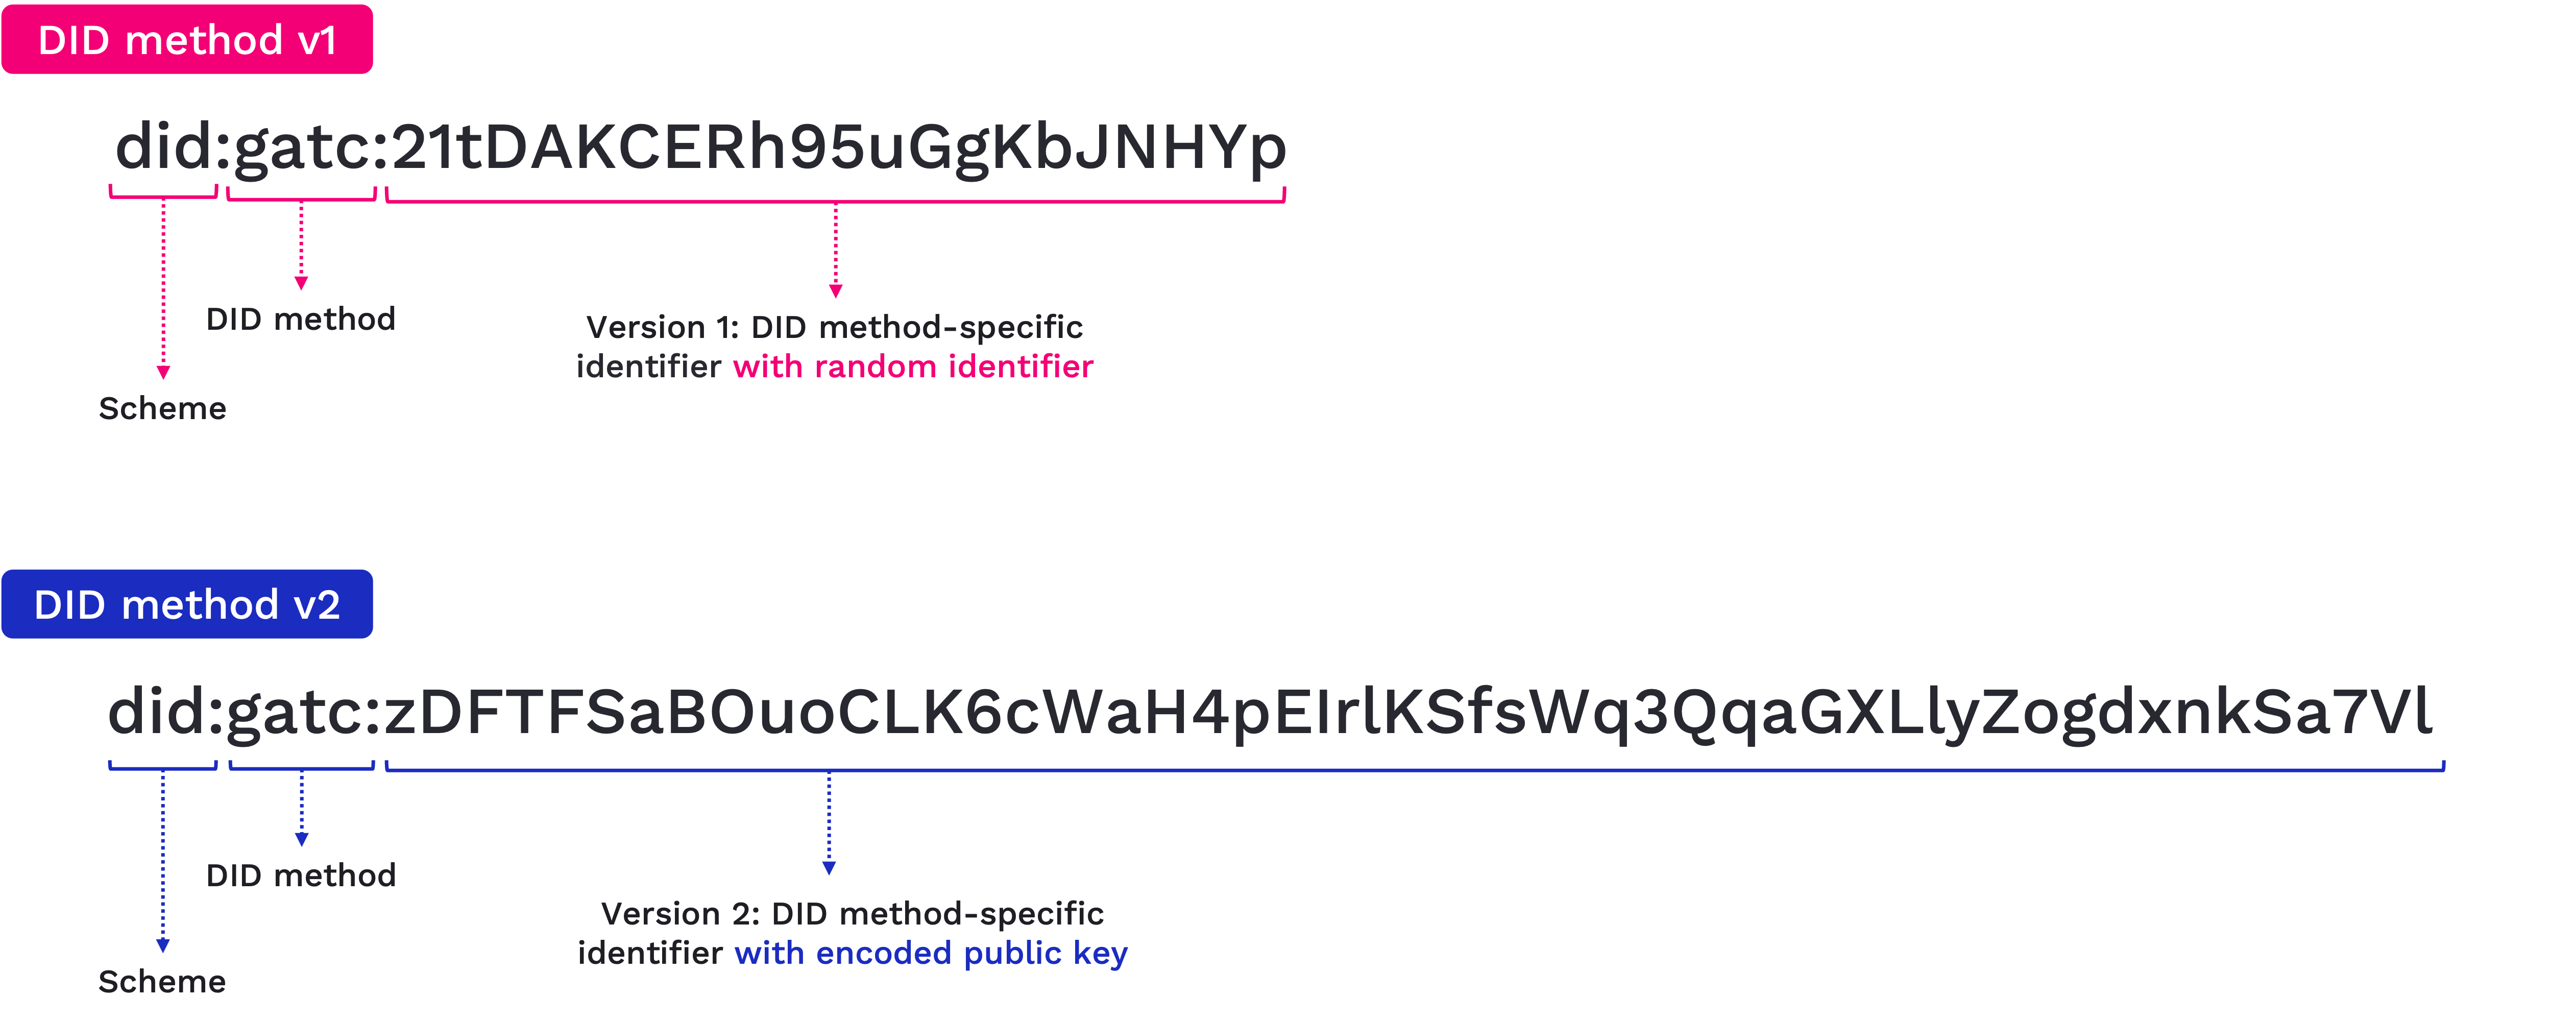 DID method v1
did:gatc:21tDAKCERh95uGgKbJNHYp
DID method
Version 1: DID method-specific
identifier with random identifier
Scheme
DID method v2
did:gatc:zDFTFSaBOuoCLK6cWaH4pEIrlKSfsWq3QqaGXLlyZogdxnkSa7Vl
DID method
Version 2: DID method-specific
identifier with encoded public key
Scheme